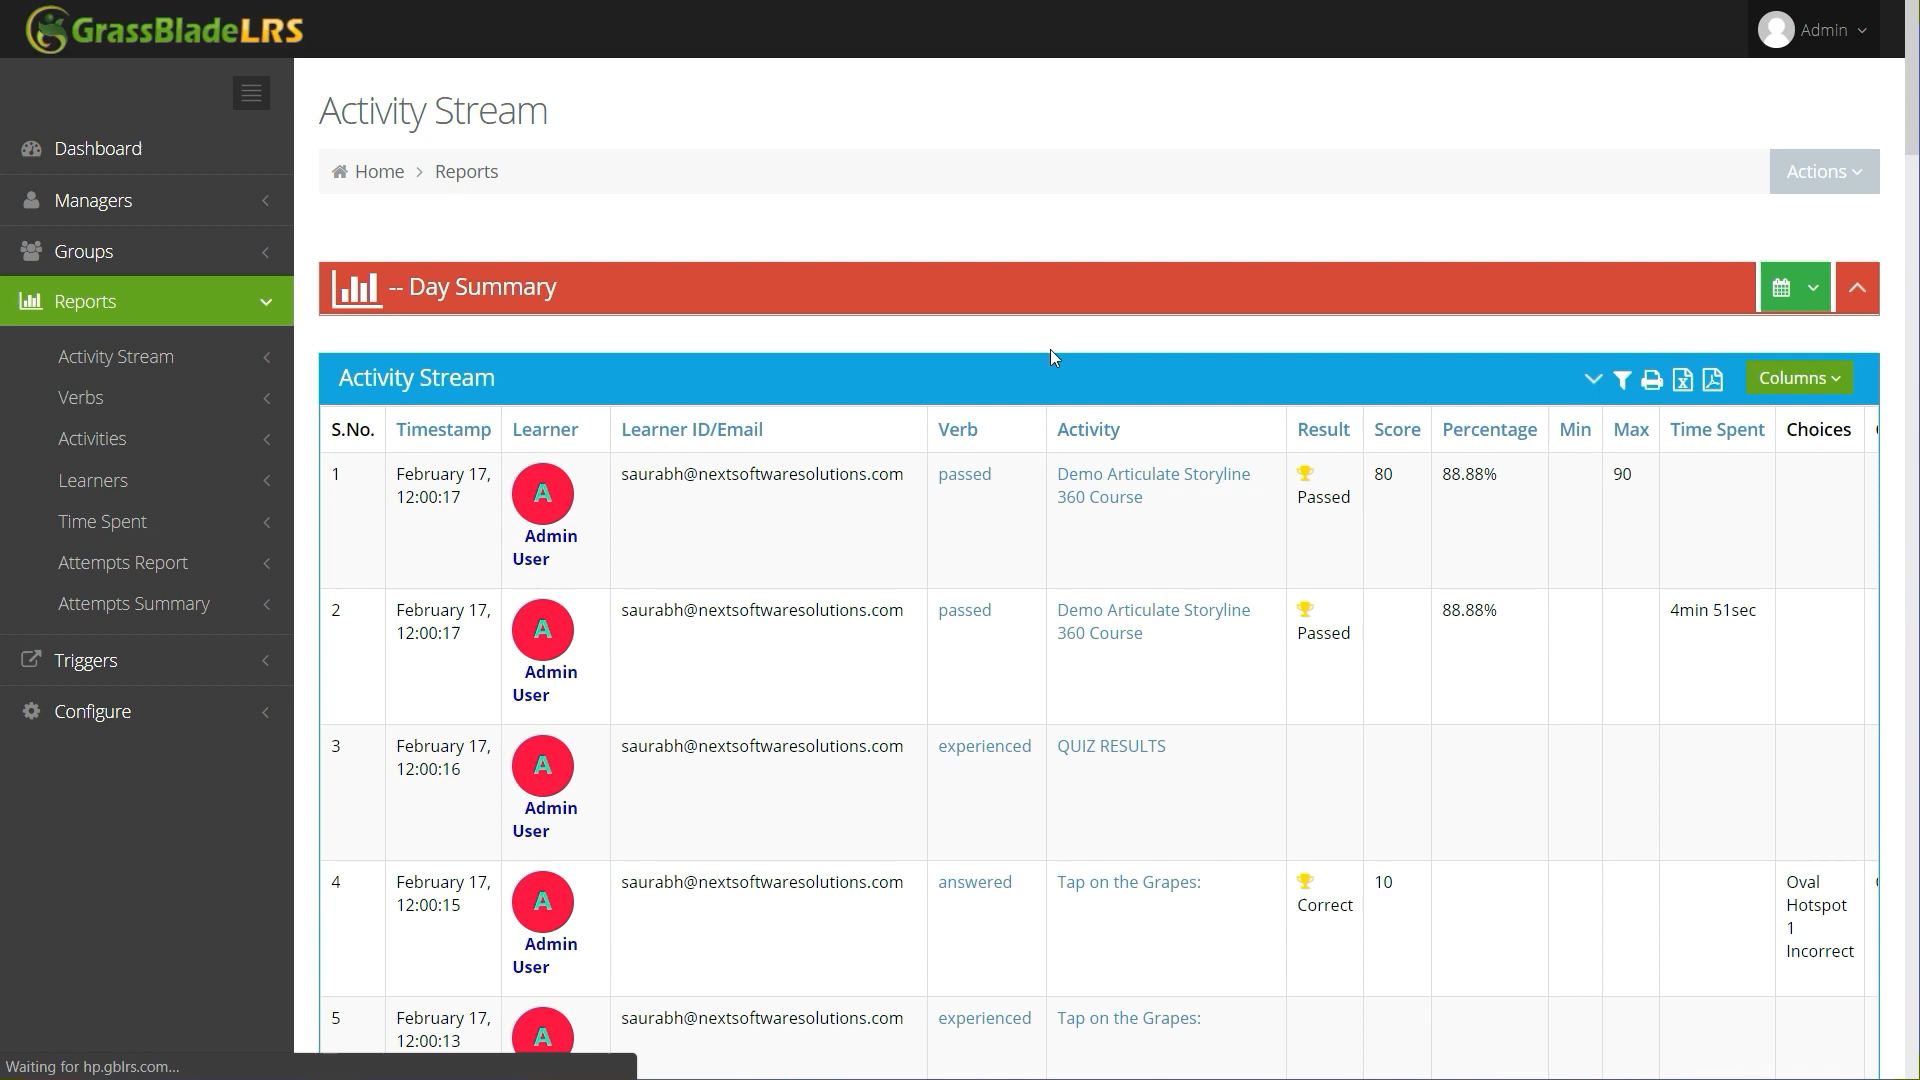 GrassBladeLRS
Admin
Activity Stream
Dashboard
Home > Reports
Actions
Managers
Groups
-- Day Summary
Reports
Activity Stream
Activity Stream
Columns
Verbs
S.No. Timestamp Learner Learner ID/Email Verb Activity Result Score Percentage Min Max Time Spent Choices
Activities
1 February 17, 12:00:17 A Admin User saurabh@nextsoftwaresolutions.com passed Demo Articulate Storyline 360 Course Passed 80 88.88% 90
Learners
Time Spent
Attempts Report
Attempts Summary
2 February 17, 12:00:17 A Admin User saurabh@nextsoftwaresolutions.com passed Demo Articulate Storyline 360 Course Passed 88.88% 4min 51sec
Triggers
Configure
3 February 17, 12:00:16 A Admin User saurabh@nextsoftwaresolutions.com experienced QUIZ RESULTS
4 February 17, 12:00:15 A Admin User saurabh@nextsoftwaresolutions.com answered Tap on the Grapes: Correct 10 Oval Hotspot 1 Incorrect
5 February 17, 12:00:13 A saurabh@nextsoftwaresolutions.com experienced Tap on the Grapes:
Waiting for hp.gblrs.com...